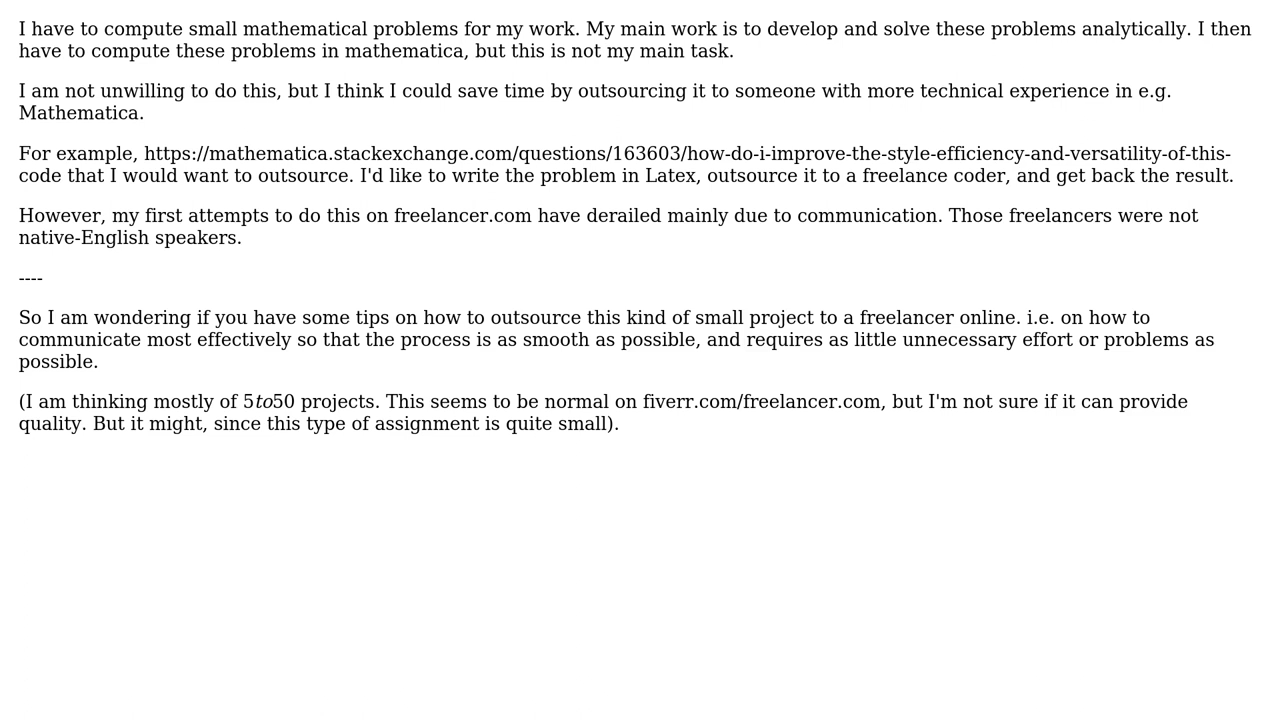 I have to compute small mathematical problems for my work. My main work is to develop and solve these problems analytically. I then
have to compute these problems in mathematica, but this is not my main task.
I am not unwilling to do this, but I think I could save time by outsourcing it to someone with more technical experience in e.g.
Mathematica.
For example, https://mathematica.stackexchange.com/questions/163603/how-do-i-improve-the-style-efficiency-and-versatility-of-this-
code that I would want to outsource. I'd like to write the problem in Latex, outsource it to a freelance coder, and get back the result.
However, my first attempts to do this on freelancer.com have derailed mainly due to communication. Those freelancers were not
native-English speakers.
----
So I am wondering if you have some tips on how to outsource this kind of small project to a freelancer online. i.e. on how to
communicate most effectively so that the process is as smooth as possible, and requires as little unnecessary effort or problems as
possible.
(I am thinking mostly of 5to50 projects. This seems to be normal on fiverr.com/freelancer.com, but I'm not sure if it can provide
quality. But it might, since this type of assignment is quite small).